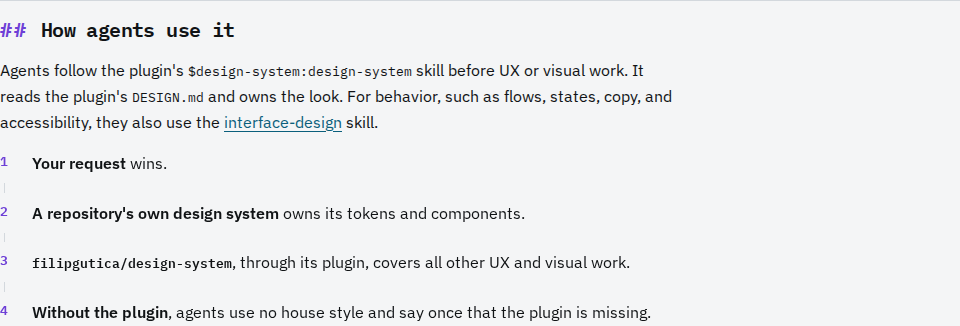 ## How agents use it
Agents follow the plugin's $design-system:design-system skill before UX or visual work. It
reads the plugin's DESIGN.md and owns the look. For behavior, such as flows, states, copy, and
accessibility, they also use the interface-design skill.
1 Your request wins.
2 A repository's own design system owns its tokens and components.
3 filipgutica/design-system, through its plugin, covers all other UX and visual work.
4 Without the plugin, agents use no house style and say once that the plugin is missing.